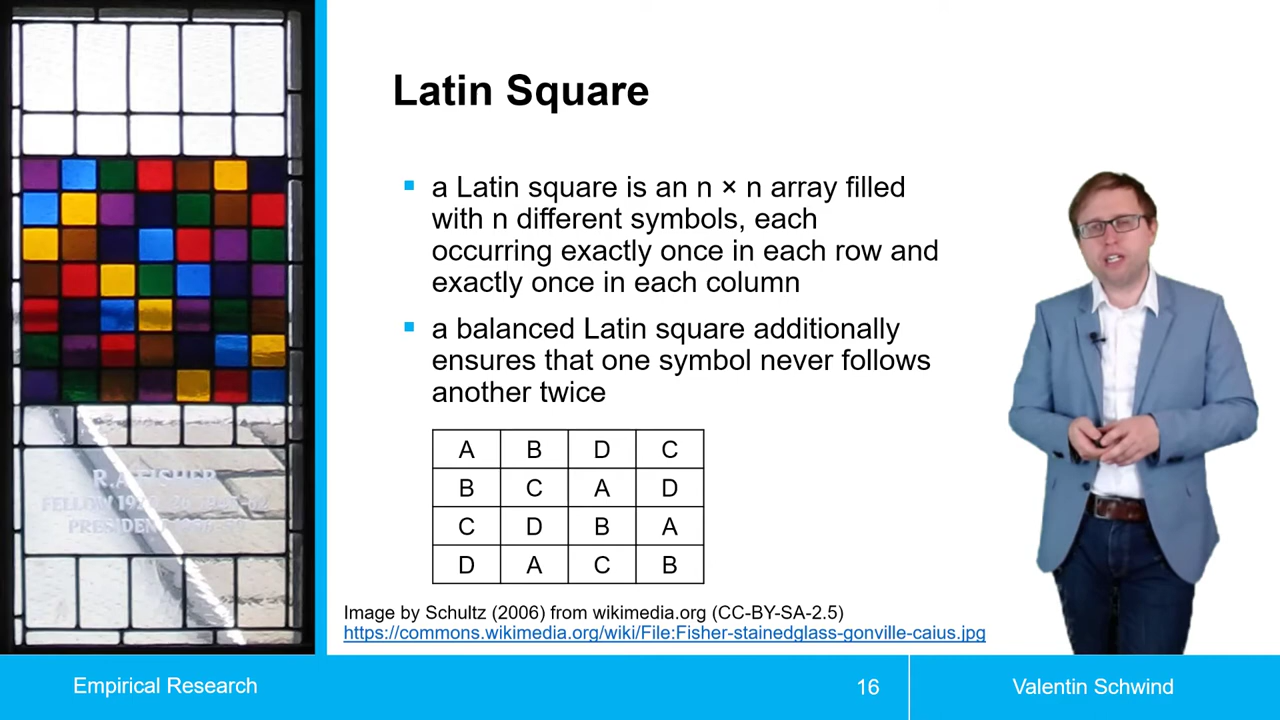 Latin Square
a Latin square is an n × n array filled
with n different symbols, each
occurring exactly once in each row and
exactly once in each column
a balanced Latin square additionally
ensures that one symbol never follows
another twice
A B D C
B C A D
C D B A
D A C B
R.A. FISHER
FELLOW
PRESIDENT
Image by Schultz (2006) from wikimedia.org (CC-BY-SA-2.5)
https://commons.wikimedia.org/wiki/File:Fisher-stainedglass-gonville-caius.jpg
Empirical Research
16
Valentin Schwind